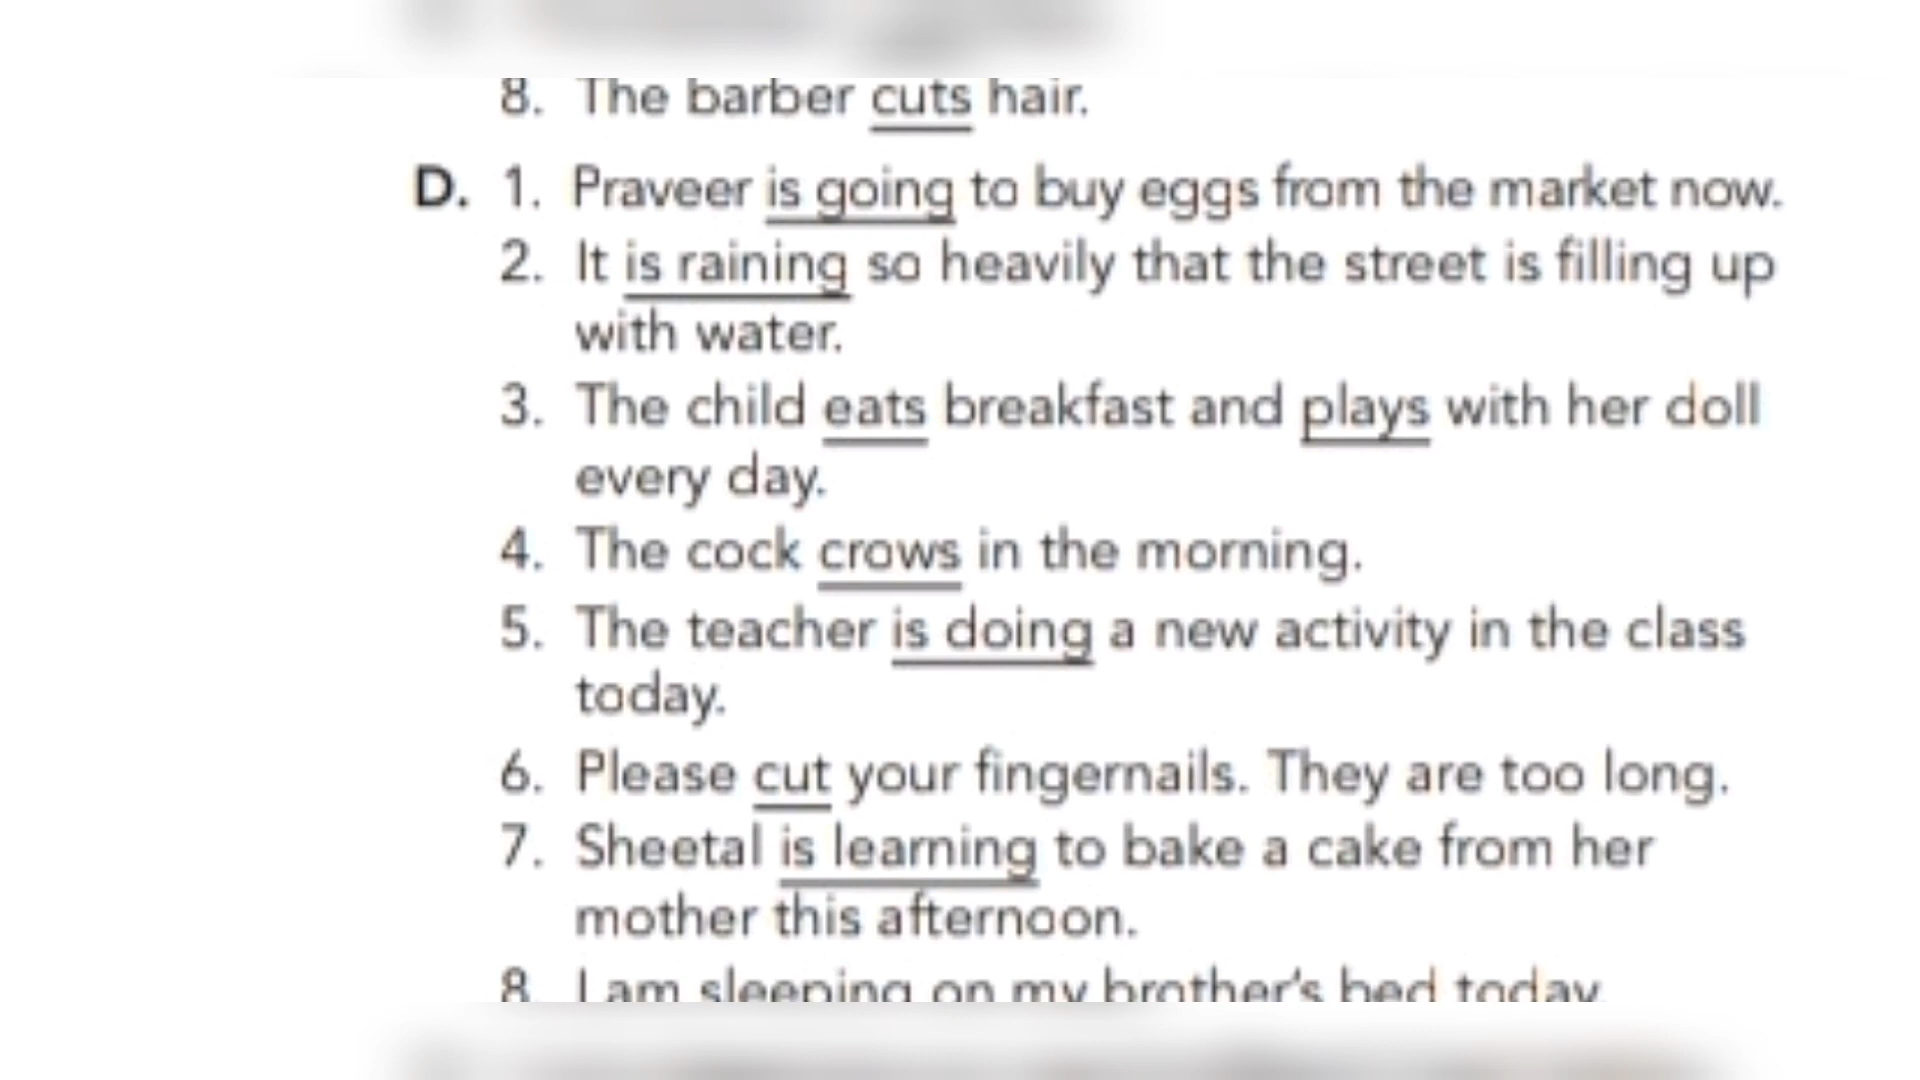 8. The barber cuts hair.
D. 1. Praveer is going to buy eggs from the market now.
2. It is raining so heavily that the street is filling up
with water.
3. The child eats breakfast and plays with her doll
every day.
4. The cock crows in the morning.
5. The teacher is doing a new activity in the class
today.
6. Please cut your fingernails. They are too long.
7. Sheetal is learning to bake a cake from her
mother this afternoon.
8. I am sleeping on my brother's bed today.